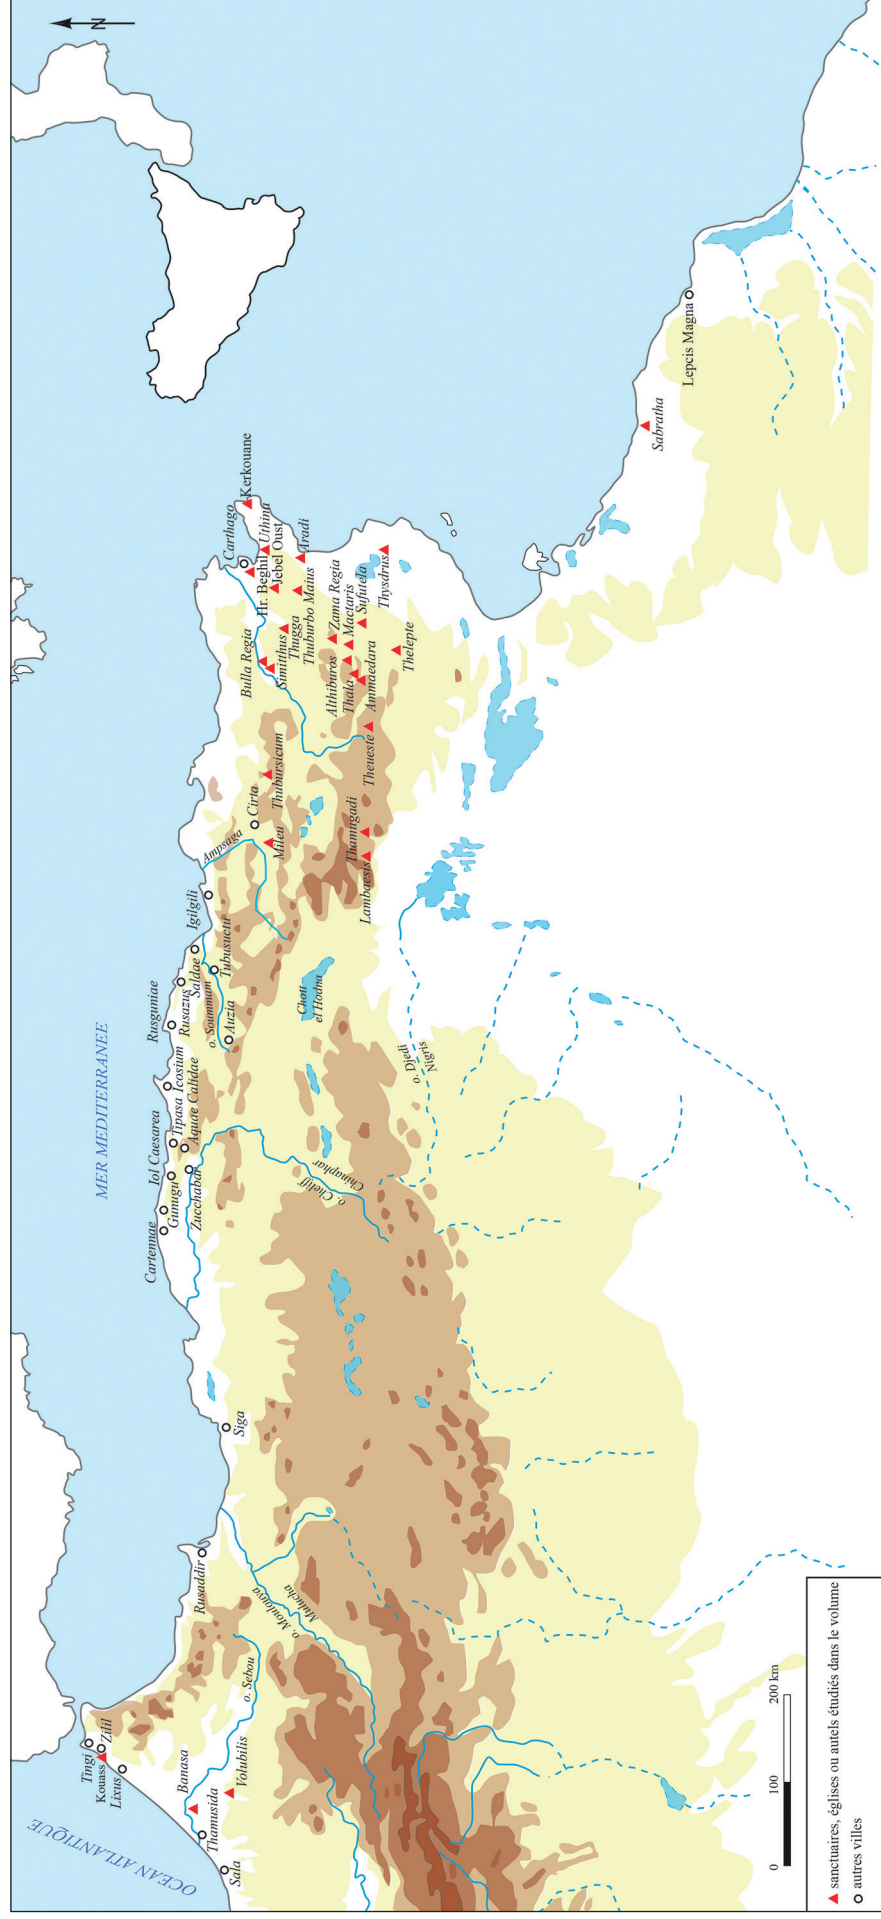 N
OCEAN ATLANTIQUE
MER MEDITERRANEE
Tingi
Kouass
Zilil
Lixus
Banasa
Thamusida
Sala
Volubilis
o. Sebou
Rusaddir
o. Moulouya
Mulucha
Siga
Cartennae
Gunugu
Iol Caesarea
Zucchabar
Tipasa
Aquae Calidae
Icosium
o. Cheliff
Chinaphar
Rusguniae
Rusazus
Saldae
o. Soummam
Auzia
Tubusuctu
Igilgili
Ampsaga
Chott
el Hodna
o. Djedi
Nigris
Cirta
Mileu
Thubursicum
Lambaesis
Thamugadi
Theueste
Bulla Regia
Simitthus
Thugga
Thuburbo Maius
Carthago
Kerkouane
Uthina
Hr. Beghil
Jebel Oust
Aradi
Althiburos
Zama Regia
Mactaris
Sufutela
Thala
Ammaedara
Thelepte
Thysdrus
Sabratha
Lepcis Magna
0 100 200 km
sanctuaires, églises ou autels étudiés dans le volume
autres villes